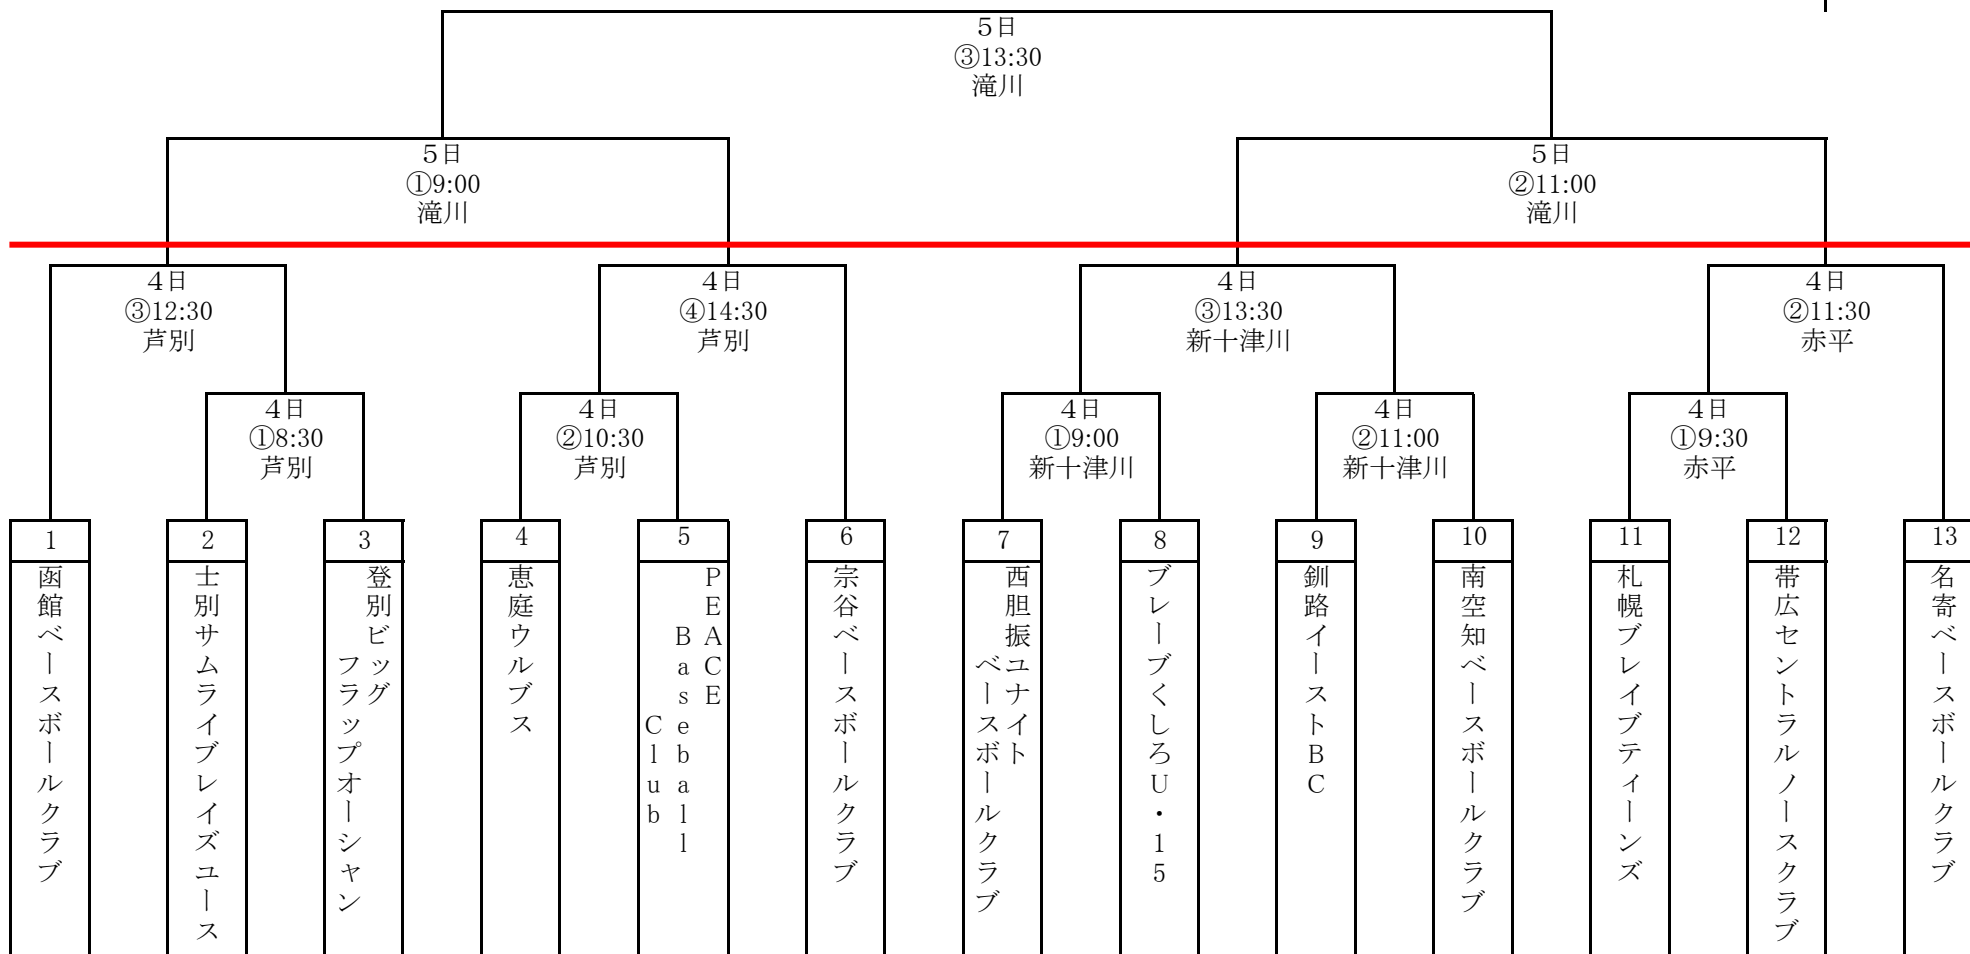 5日
③13:30
滝川
5日
①9:00
滝川
5日
②11:00
滝川
4日
③12:30
芦別
4日
④14:30
芦別
4日
③13:30
新十津川
4日
②11:30
赤平
4日
①8:30
芦別
4日
②10:30
芦別
4日
①9:00
新十津川
4日
②11:00
新十津川
4日
①9:30
赤平
1
函館ベースボールクラブ
2
士別サムライブレイズユース
3
登別ビッグ
フラップオーシャン
4
恵庭ウルブス
5
PEACE
Baseball
Club
6
宗谷ベースボールクラブ
7
西胆振ユナイト
ベースボールクラブ
8
ブレーブくしろU・15
9
釧路イーストBC
10
南空知ベースボールクラブ
11
札幌ブレイブティーンズ
12
帯広セントラルノースクラブ
13
名寄ベースボールクラブ